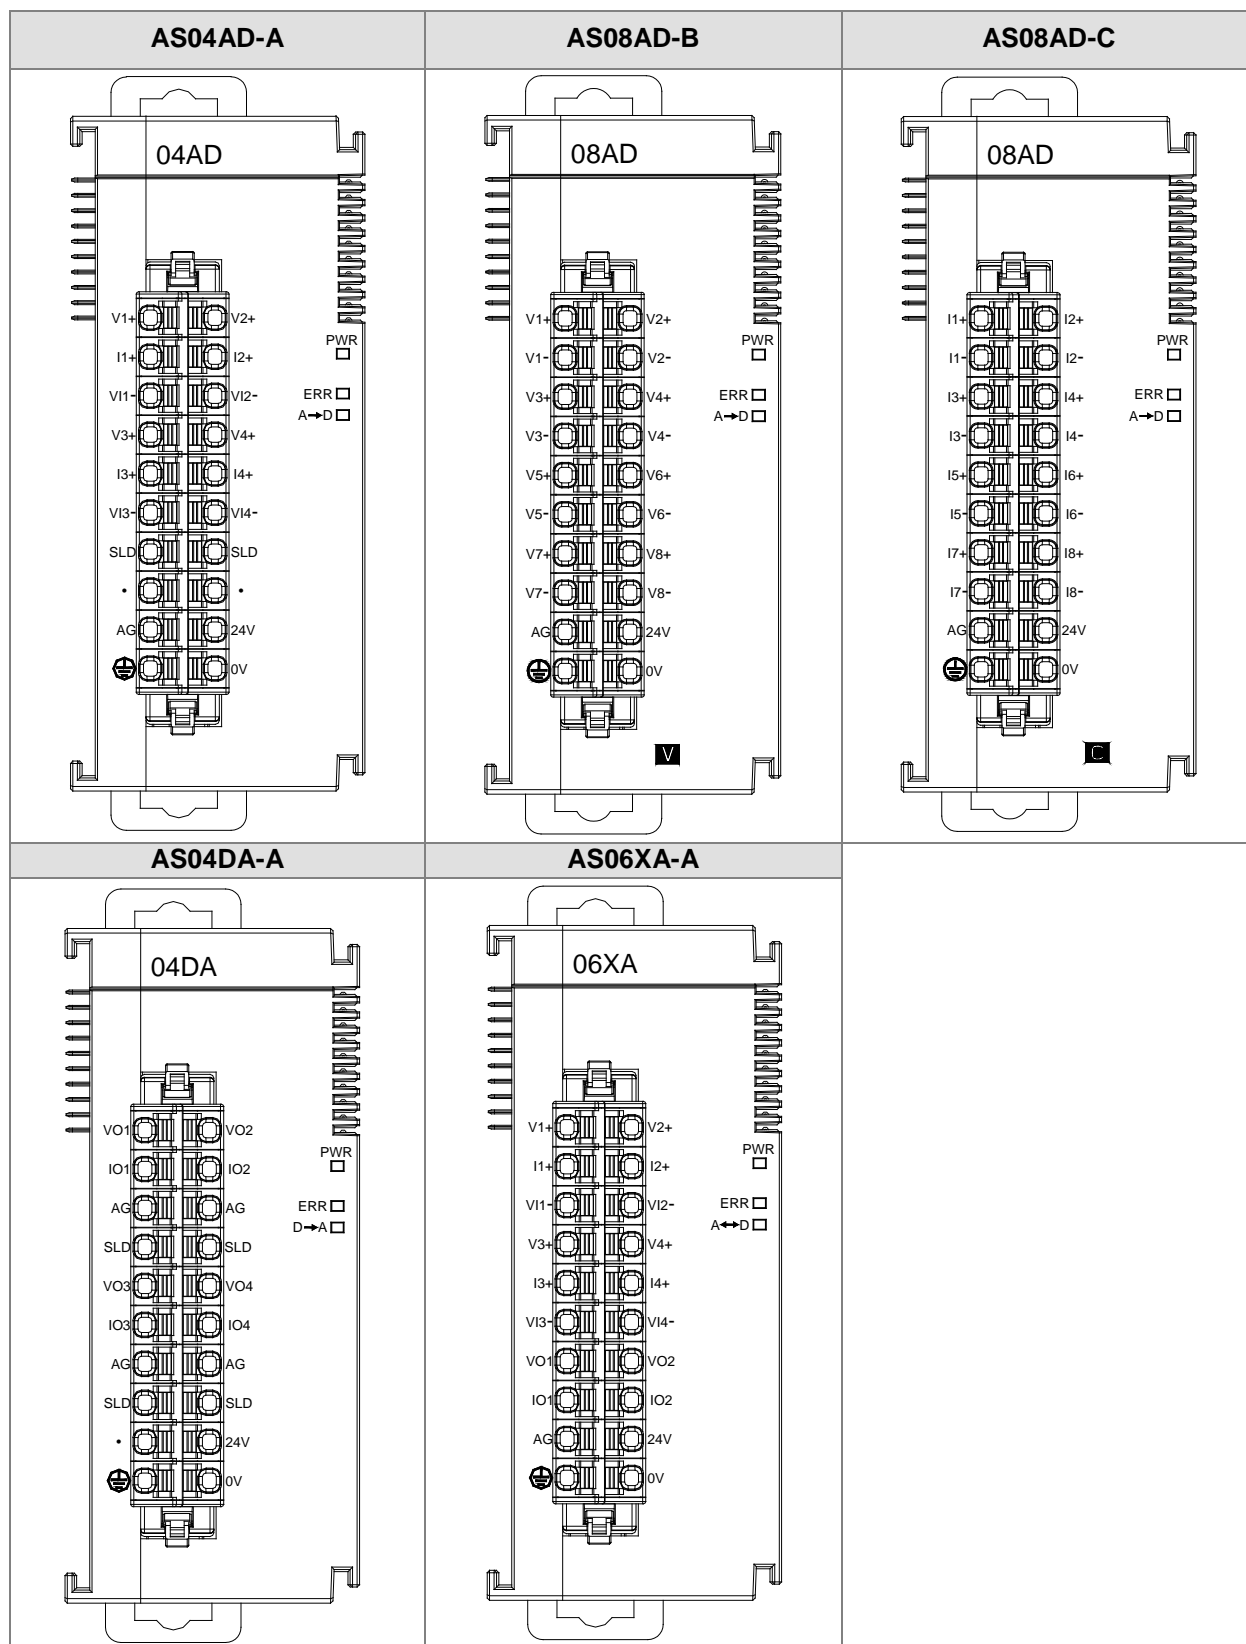 AS04AD-A AS08AD-B AS08AD-C
04AD
V1+ V2+
PWR
I1+ I2+
VI1- VI2-
ERR
A→D
V3+ V4+
I3+ I4+
VI3- VI4-
SLD SLD
• •
AG 24V
0V
08AD
V1+ V2+
PWR
V1- V2-
V3+ V4+
ERR
A→D
V3- V4-
V5+ V6+
V5- V6-
V7+ V8+
V7- V8-
AG 24V
0V
V
08AD
I1+ I2+
PWR
I1- I2-
I3+ I4+
ERR
A→D
I3- I4-
I5+ I6+
I5- I6-
I7+ I8+
I7- I8-
AG 24V
0V
C
AS04DA-A AS06XA-A
04DA
VO1 VO2
PWR
IO1 IO2
AG AG
ERR
D→A
SLD SLD
VO3 VO4
IO3 IO4
AG AG
SLD SLD
• 24V
0V
06XA
V1+ V2+
PWR
I1+ I2+
VI1- VI2-
ERR
A↔D
V3+ V4+
I3+ I4+
VI3- VI4-
VO1 VO2
IO1 IO2
AG 24V
0V